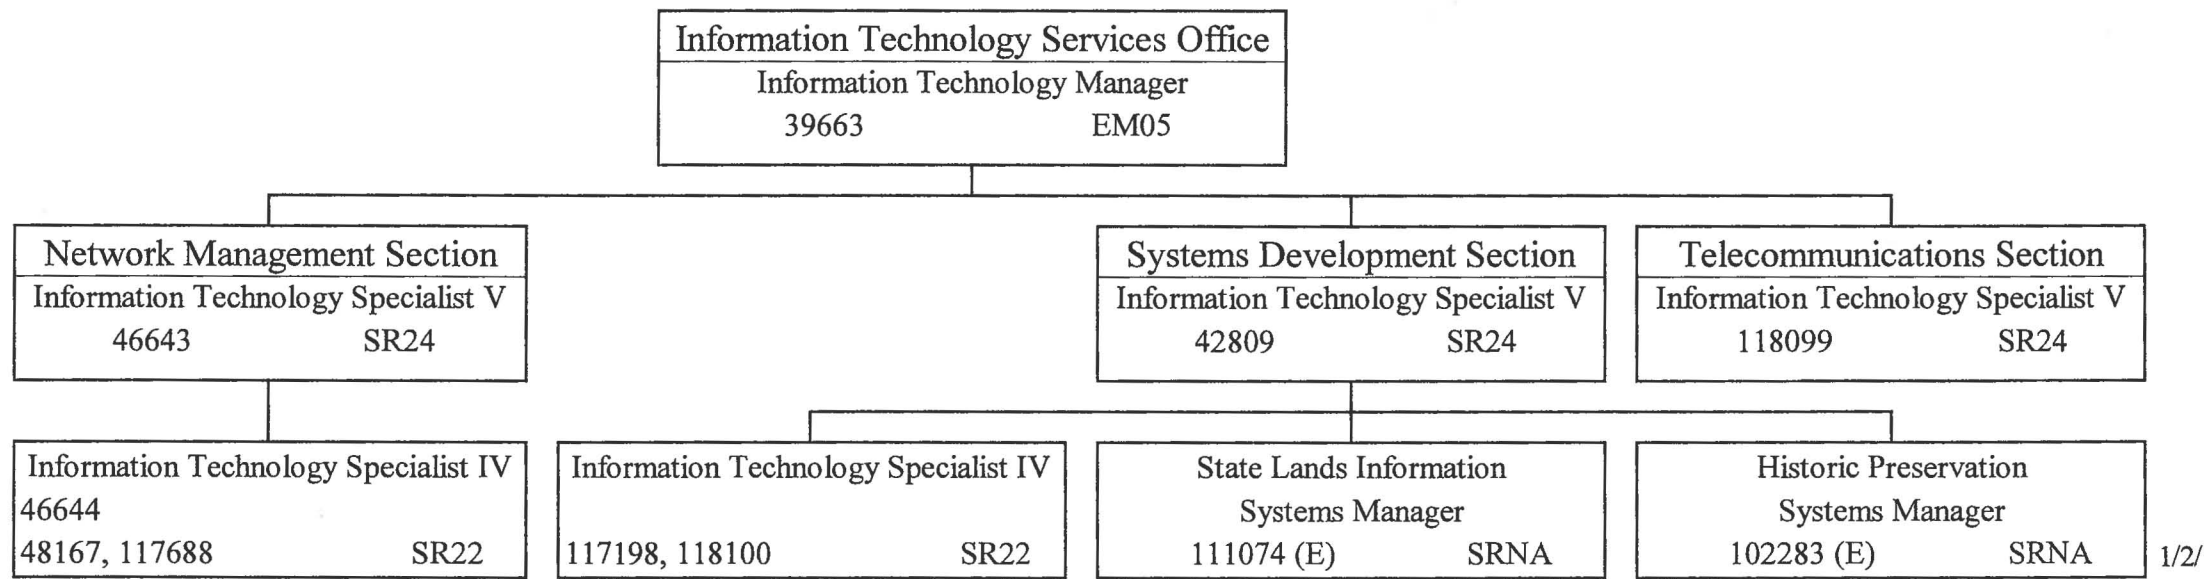 Information Technology Services Office
Information Technology Manager
39663 EM05
Network Management Section
Information Technology Specialist V
46643 SR24
Systems Development Section
Information Technology Specialist V
42809 SR24
Telecommunications Section
Information Technology Specialist V
118099 SR24
Information Technology Specialist IV
46644
48167, 117688 SR22
Information Technology Specialist IV
117198, 118100 SR22
State Lands Information
Systems Manager
111074 (E) SRNA
Historic Preservation
Systems Manager
102283 (E) SRNA
1/2/